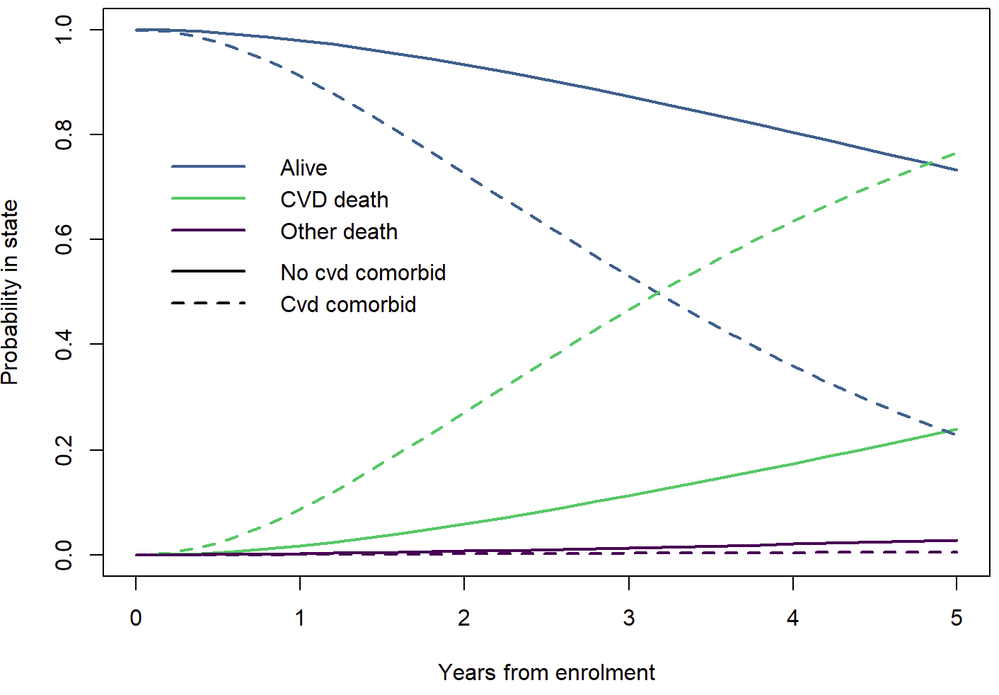 Probability in state
1.0
0.8
0.6
0.4
0.2
0.0
Alive
CVD death
Other death
No cvd comorbid
Cvd comorbid
0 1 2 3 4 5
Years from enrolment